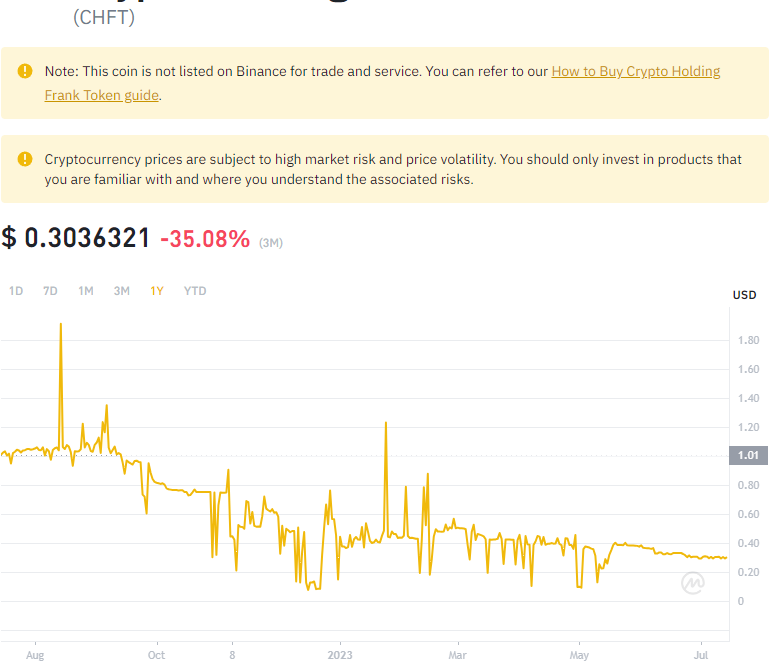 (CHFT)
Note: This coin is not listed on Binance for trade and service. You can refer to our How to Buy Crypto Holding
Frank Token guide.
Cryptocurrency prices are subject to high market risk and price volatility. You should only invest in products that
you are familiar with and where you understand the associated risks.
$ 0.3036321 -35.08% (3M)
1D 7D 1M 3M 1Y YTD
USD
1.80
1.60
1.40
1.20
1.01
0.80
0.60
0.40
0.20
0
Aug Oct 8 2023 Mar May Jul